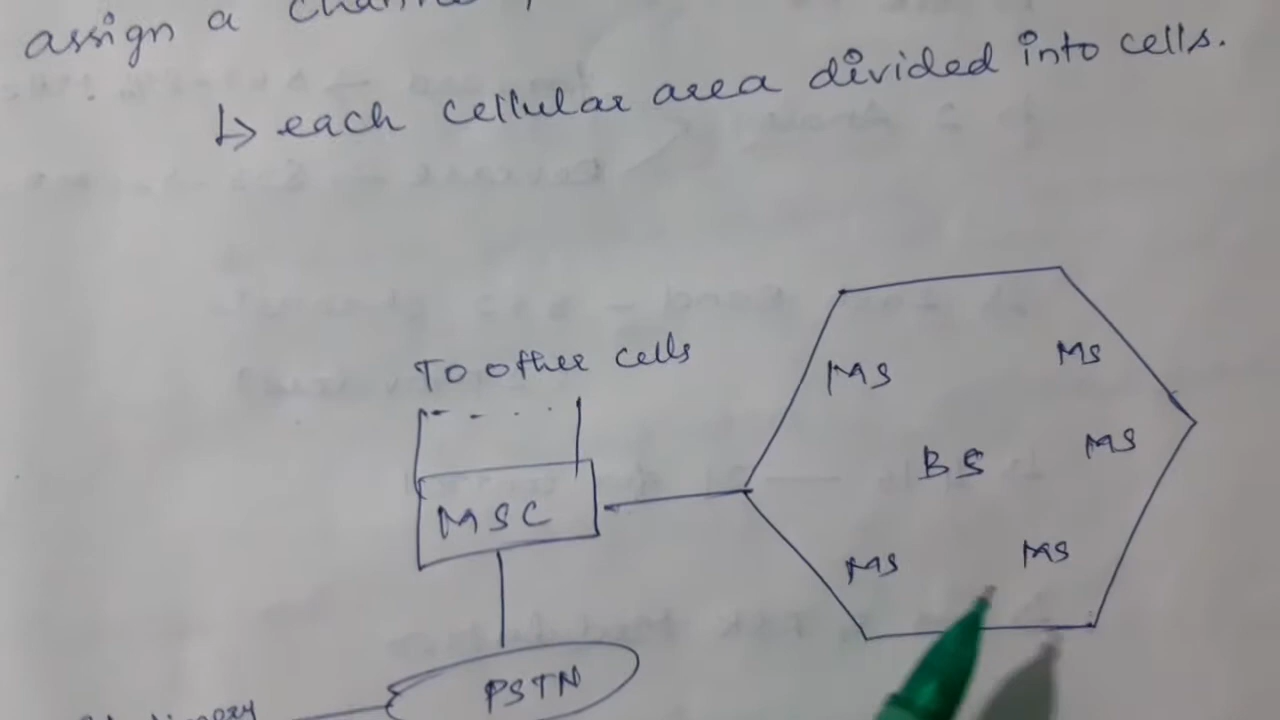 assign a
↳ each cellular area divided into cells.
To other cells
MS MS
BS MS
MSC
MS MS
PSTN